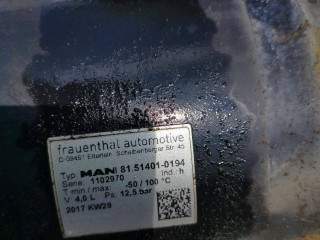 frauenthal automotive
D-09481 Elterlein, Scheibenberger Str. 45
Typ: MAN 81.51401-0194
Serie: 1102970 Ind.: h
T min / max: -50 / 100 °C
V: 4,0 L Ps: 12,5 bar
2017 KW29